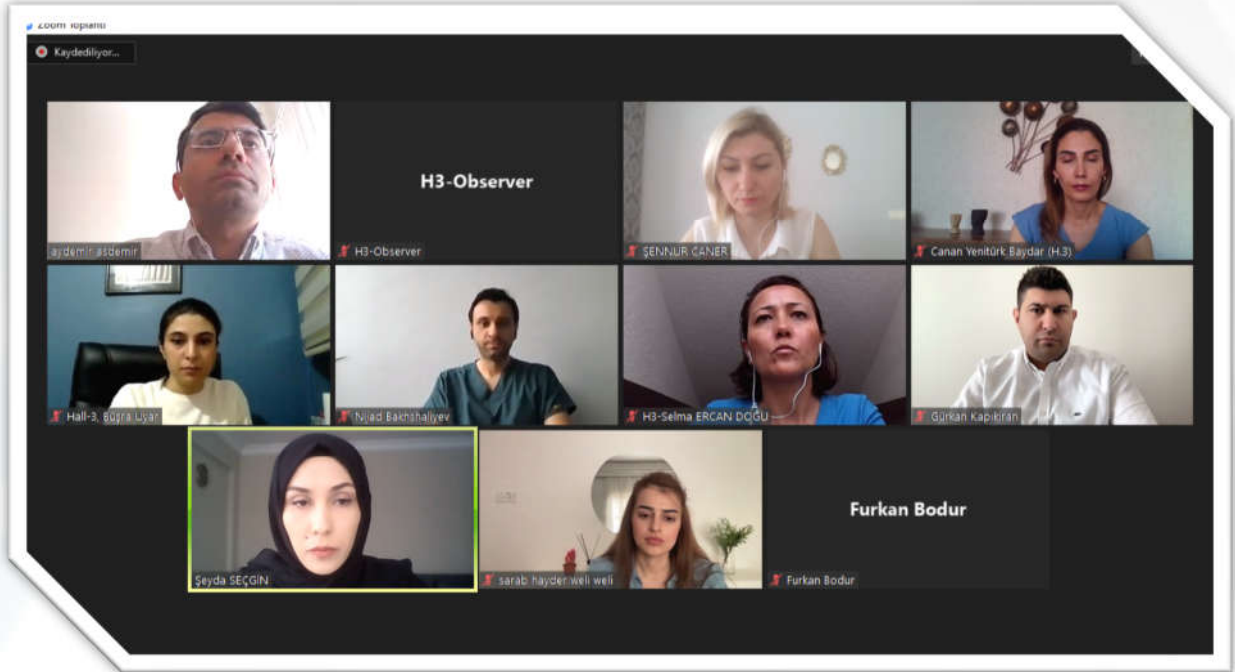 Zoom Toplantı
Kaydediliyor...
aydemir asdemir
H3-Observer
H3-Observer
ŞENNUR CANER
Canan Yenitürk Baydar (H.3)
Hall-3, Büşra Uyar
Nijad Bakhshaliyev
H3-Selma ERCAN DOĞU
Gürkan Kapıkıran
Şeyda SEÇGİN
sarab hayder weli weli
Furkan Bodur
Furkan Bodur